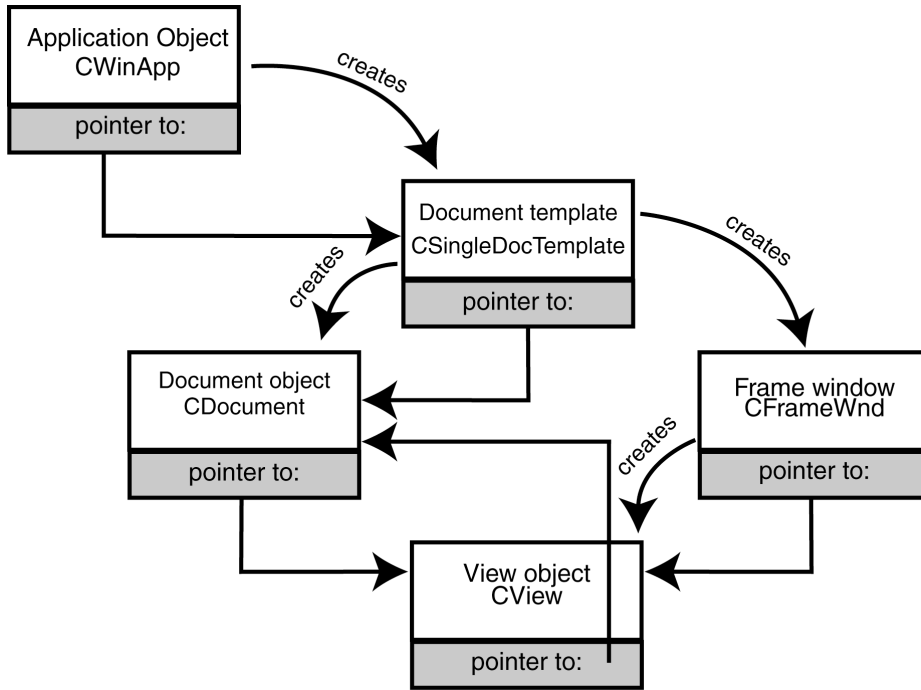 Application Object
CWinApp
pointer to:
creates
Document template
CSingleDocTemplate
pointer to:
creates
creates
Document object
CDocument
pointer to:
Frame window
CFrameWnd
pointer to:
creates
View object
CView
pointer to: